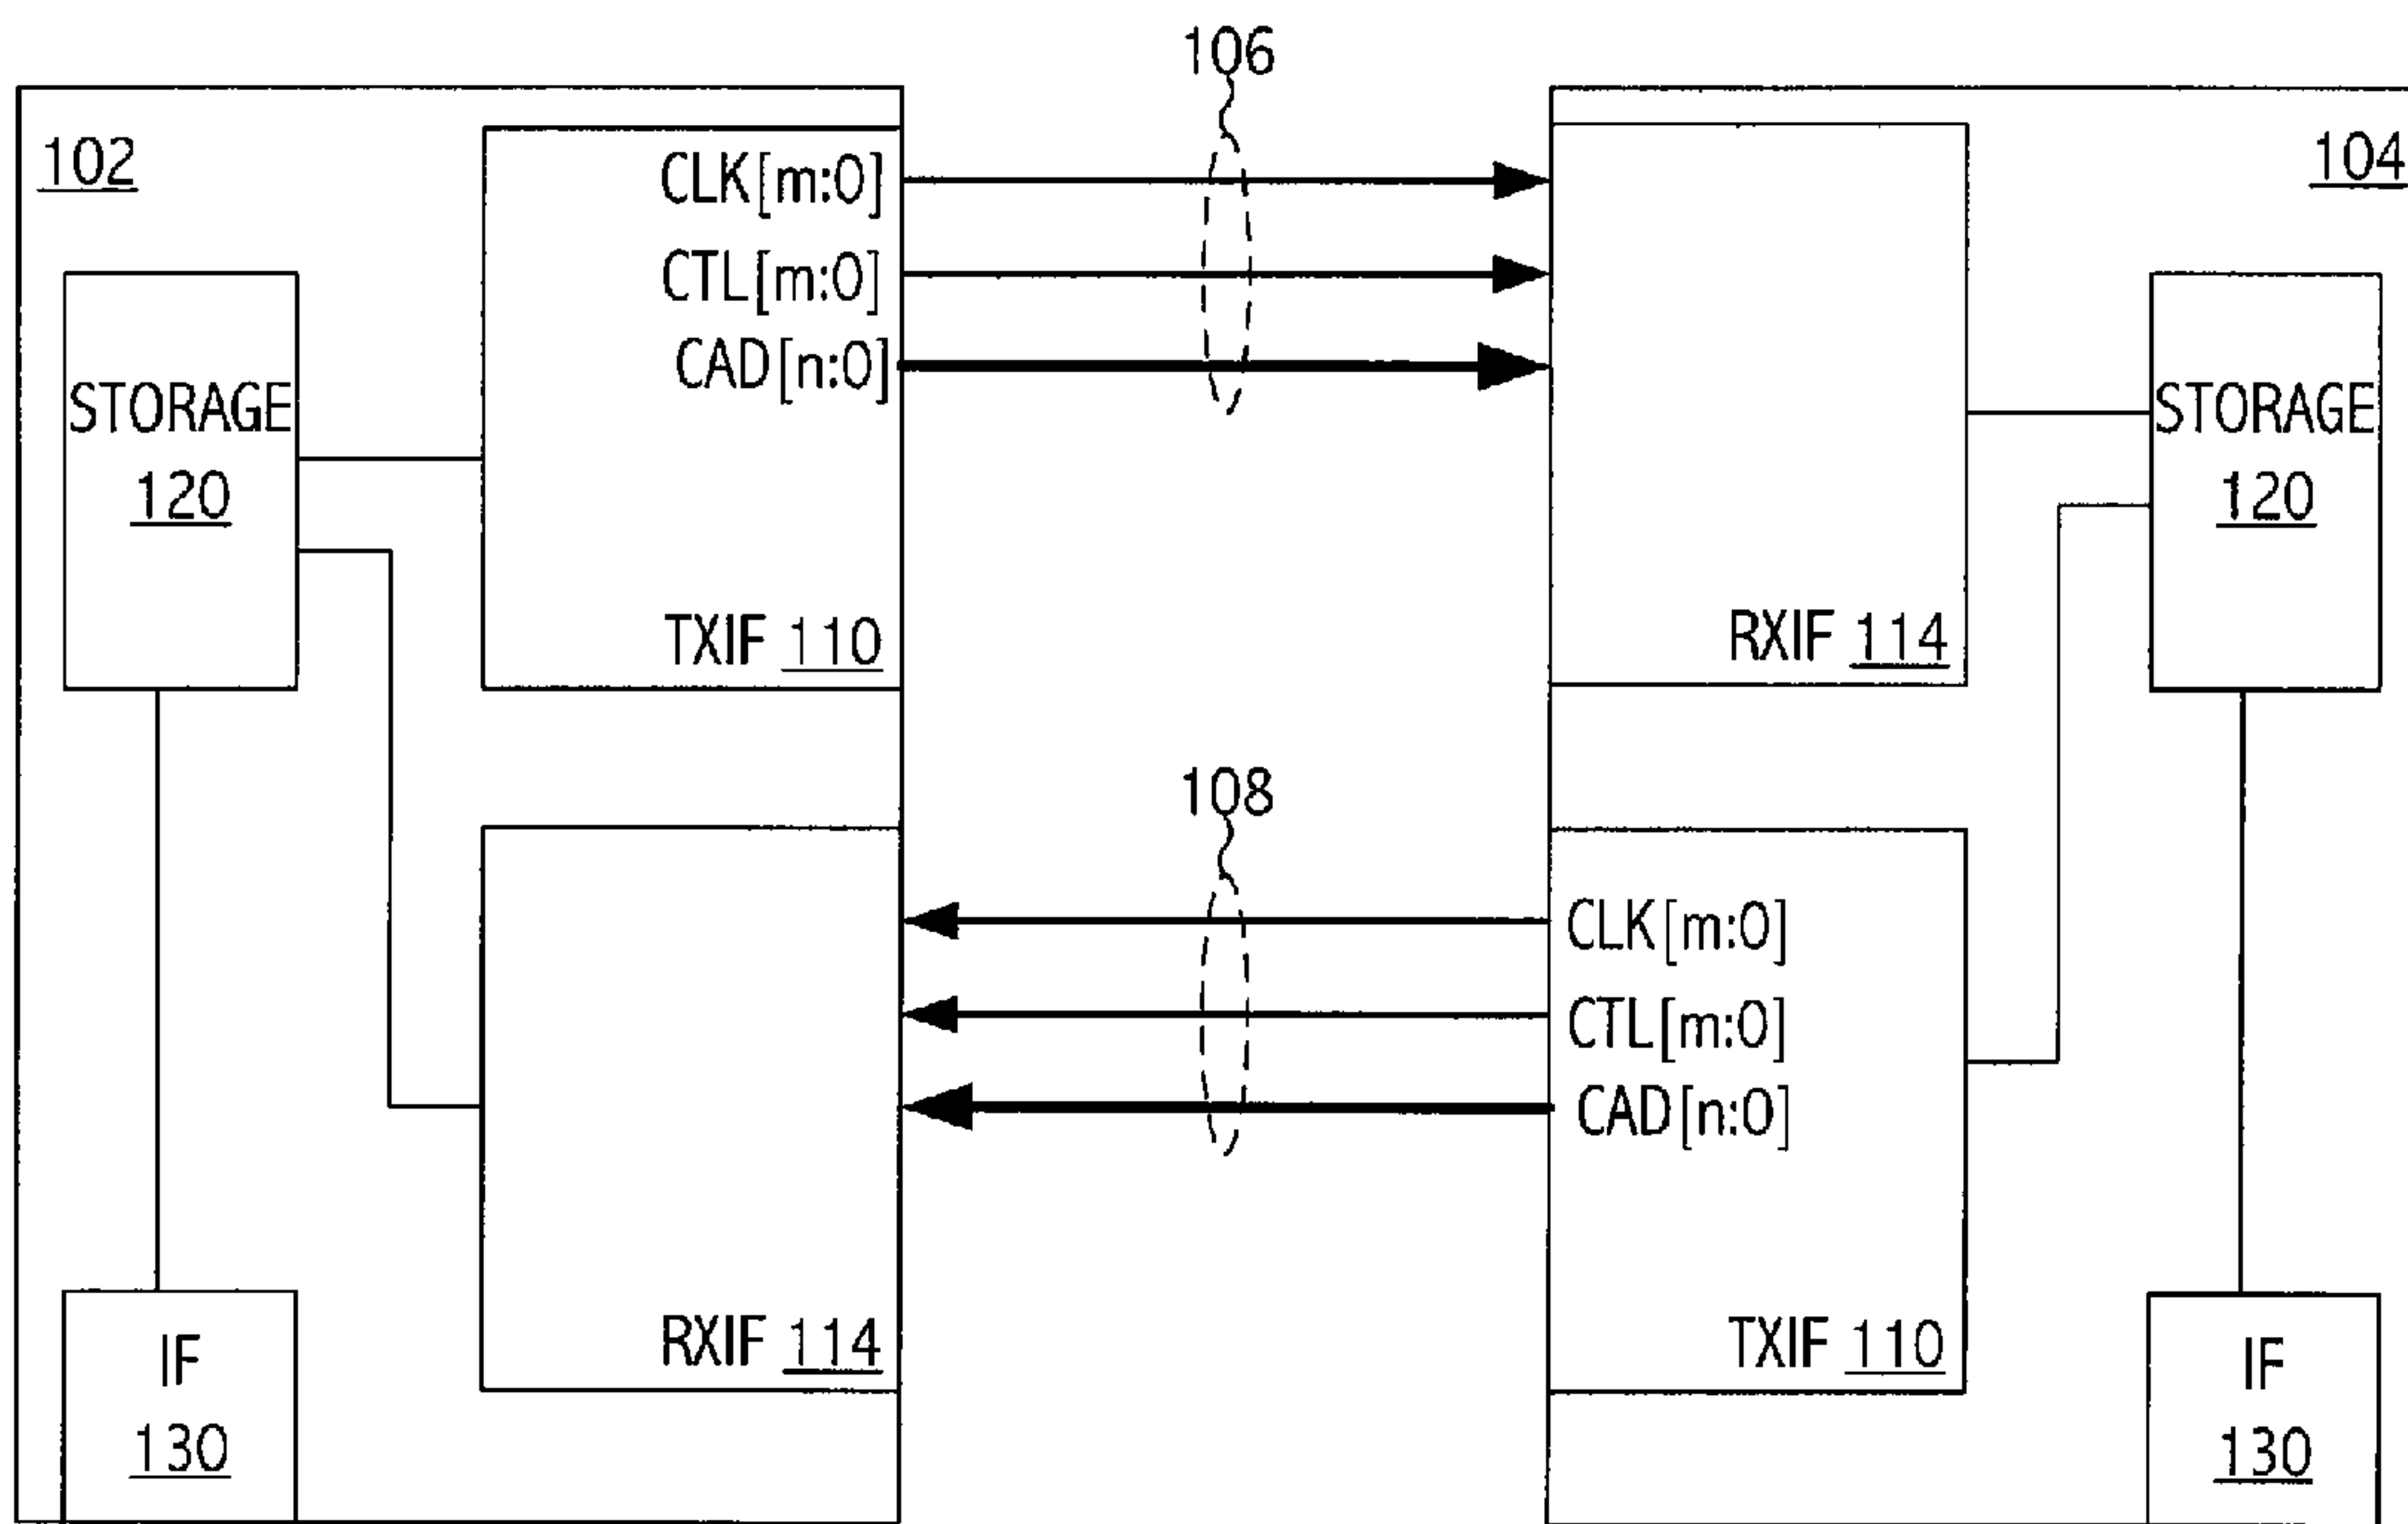 106
102
104
CLK[m:0]
CTL[m:0]
CAD[n:0]
STORAGE
120
STORAGE
120
TXIF 110
RXIF 114
108
CLK[m:0]
CTL[m:0]
CAD[n:0]
RXIF 114
TXIF 110
IF
130
IF
130